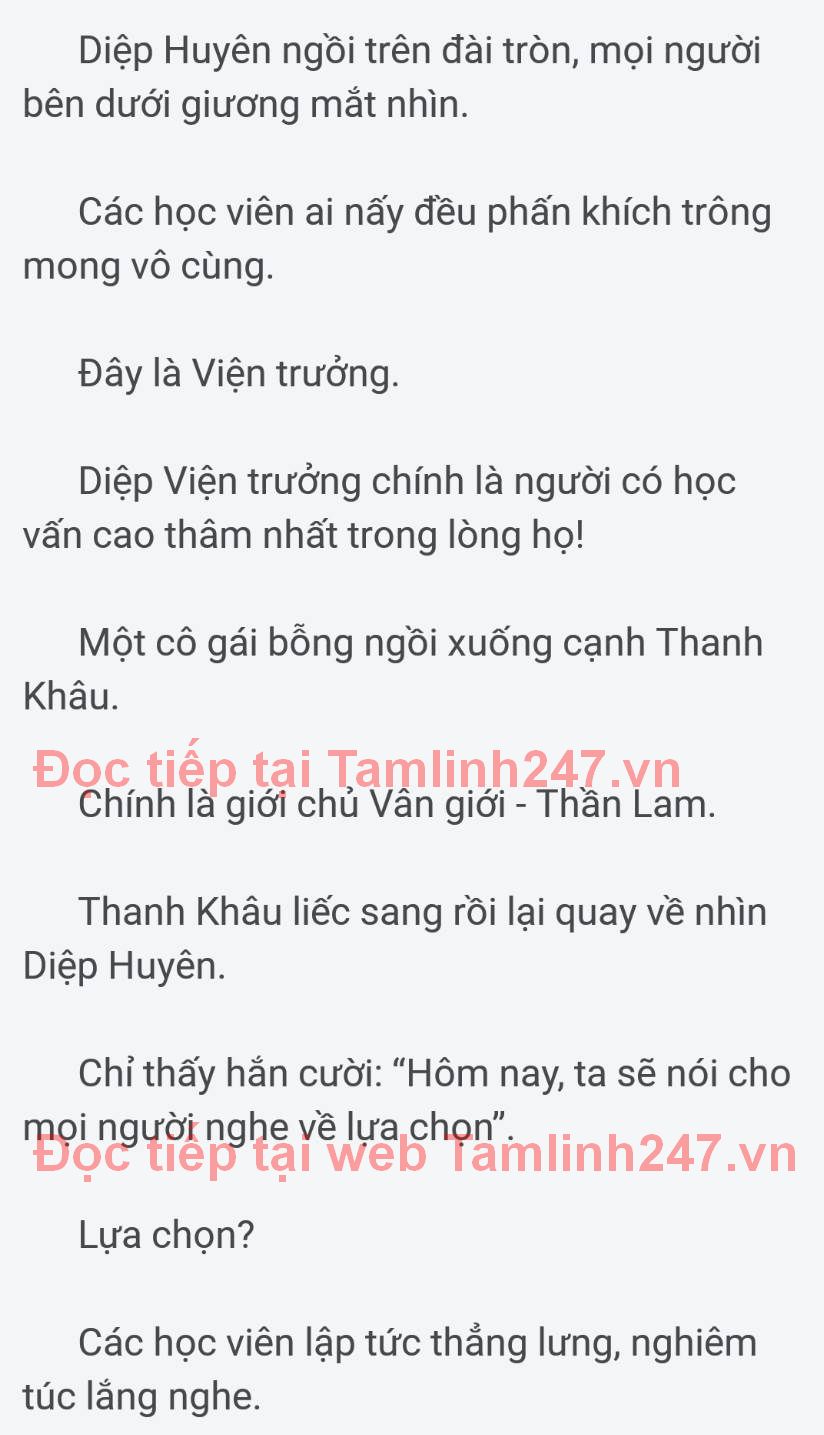 Diệp Huyên ngồi trên đài tròn, mọi người
bên dưới giương mắt nhìn.
Các học viên ai nấy đều phấn khích trông
mong vô cùng.
Đây là Viện trưởng.
Diệp Viện trưởng chính là người có học
vấn cao thâm nhất trong lòng họ!
Một cô gái bỗng ngồi xuống cạnh Thanh
Khâu.
Đọc tiếp tại Tamlinh247.vn
Chính là giới chủ Vân giới - Thần Lam.
Thanh Khâu liếc sang rồi lại quay về nhìn
Diệp Huyên.
Chỉ thấy hắn cười: “Hôm nay, ta sẽ nói cho
mọi người nghe về lựa chọn”.
Đọc tiếp tại web Tamlinh247.vn
Lựa chọn?
Các học viên lập tức thẳng lưng, nghiêm
túc lắng nghe.